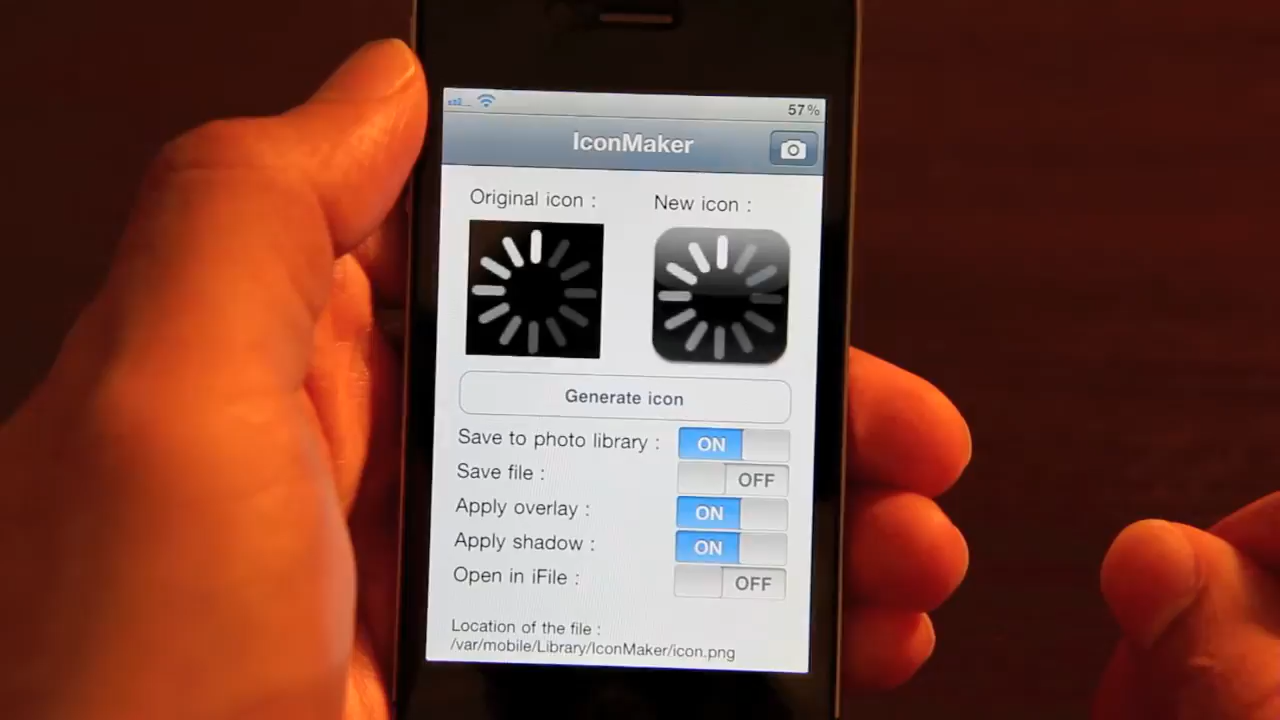 57%
IconMaker
Original icon :
New icon :
Generate icon
Save to photo library : ON
Save file : OFF
Apply overlay : ON
Apply shadow : ON
Open in iFile : OFF
Location of the file :
/var/mobile/Library/IconMaker/icon.png